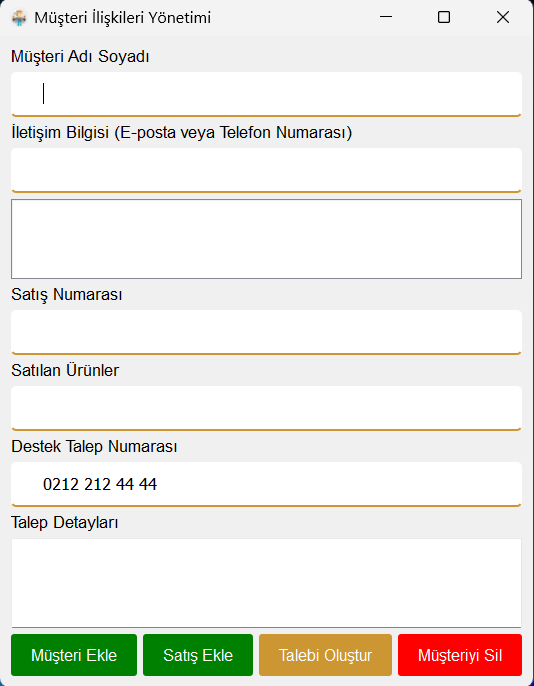 Müşteri İlişkileri Yönetimi
Müşteri Adı Soyadı
İletişim Bilgisi (E-posta veya Telefon Numarası)
Satış Numarası
Satılan Ürünler
Destek Talep Numarası
0212 212 44 44
Talep Detayları
Müşteri Ekle Satış Ekle Talebi Oluştur Müşteriyi Sil